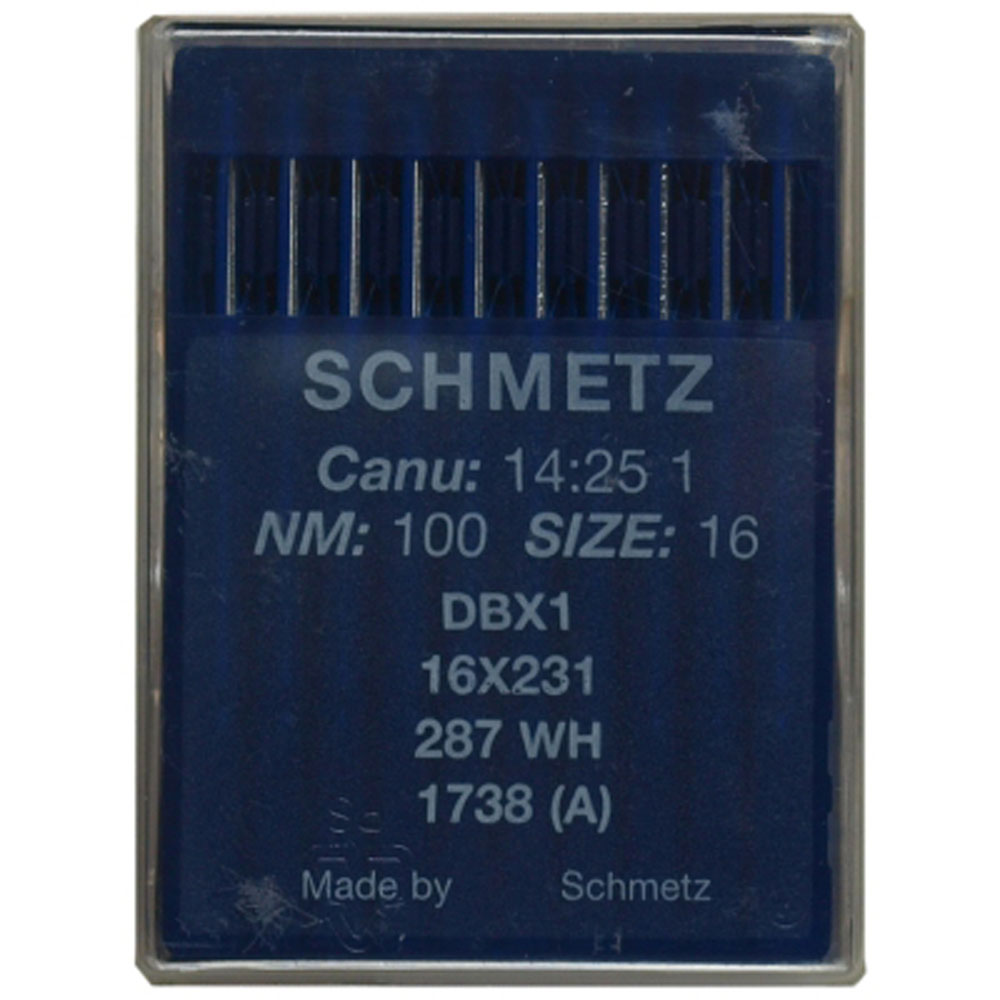 SCHMETZ
Canu: 14:25 1
NM: 100 SIZE: 16
DBX1
16X231
287 WH
1738 (A)
Made by Schmetz